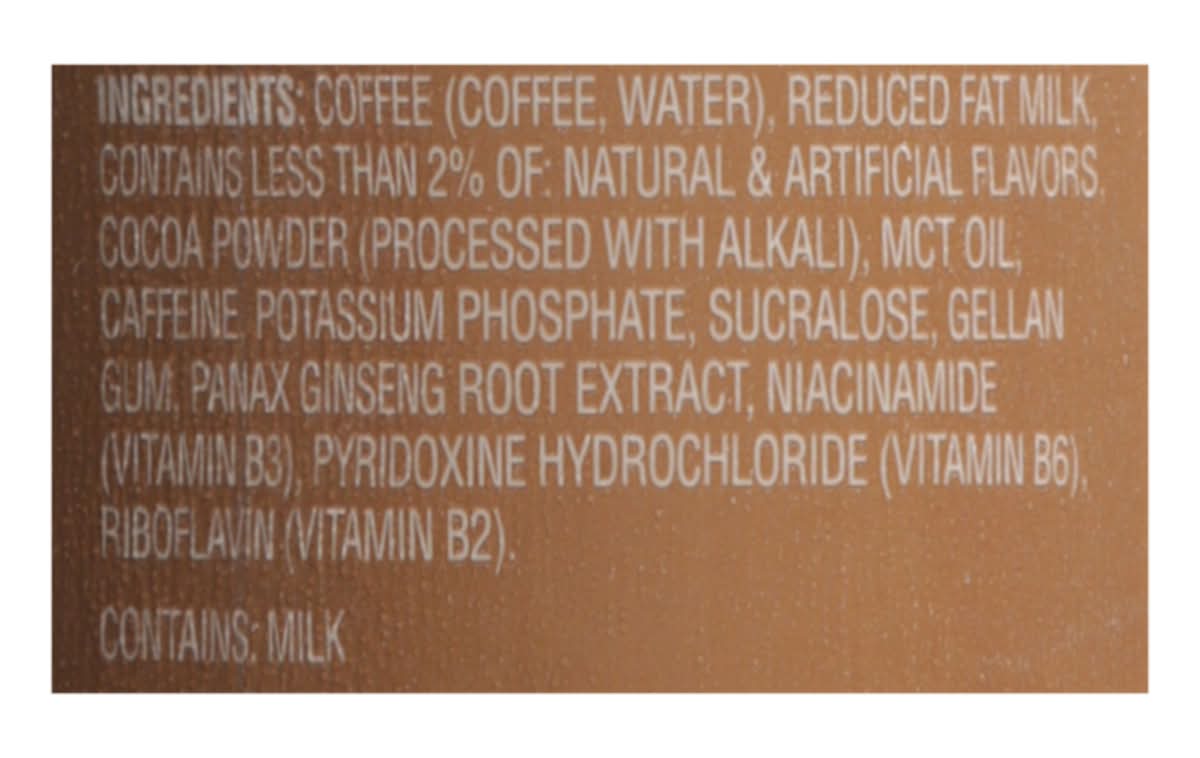 INGREDIENTS: COFFEE (COFFEE, WATER), REDUCED FAT MILK,
CONTAINS LESS THAN 2% OF: NATURAL & ARTIFICIAL FLAVORS,
COCOA POWDER (PROCESSED WITH ALKALI), MCT OIL,
CAFFEINE, POTASSIUM PHOSPHATE, SUCRALOSE, GELLAN
GUM, PANAX GINSENG ROOT EXTRACT, NIACINAMIDE
(VITAMIN B3), PYRIDOXINE HYDROCHLORIDE (VITAMIN B6),
RIBOFLAVIN (VITAMIN B2).
CONTAINS: MILK